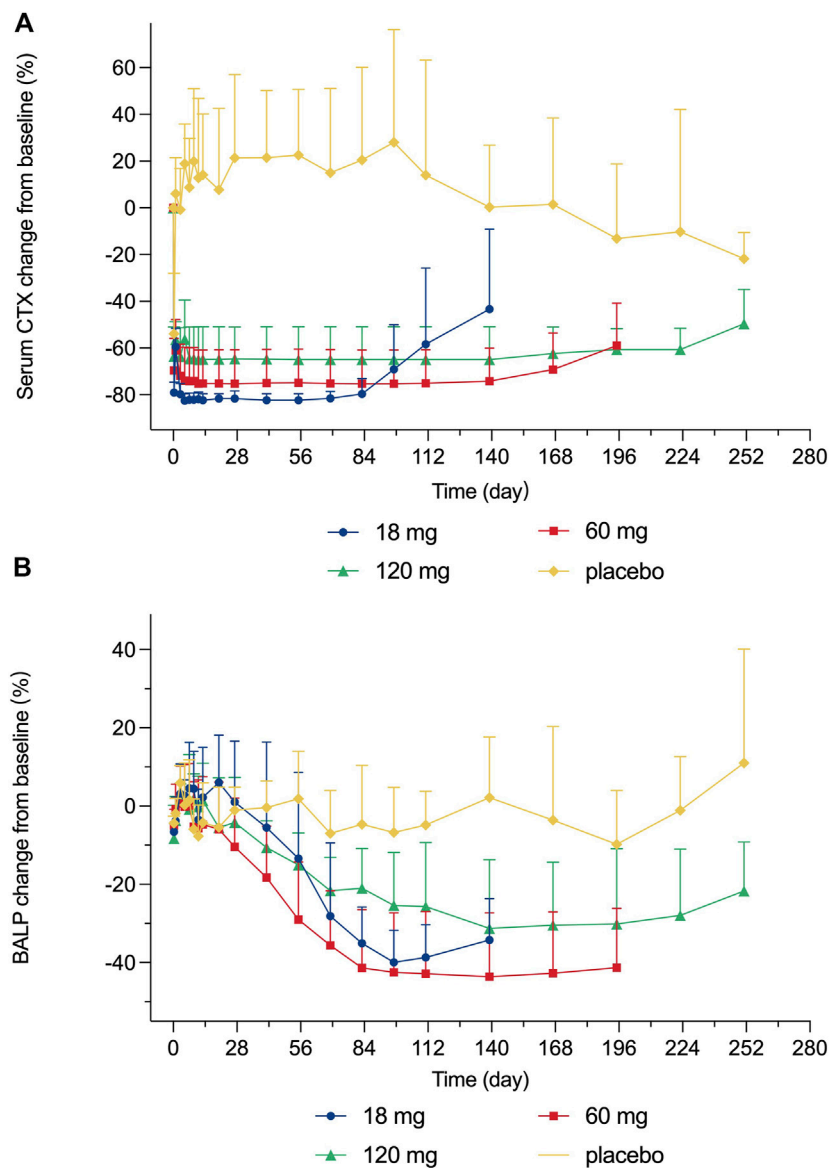 A
Serum CTX change from baseline (%)
60
40
20
0
-20
-40
-60
-80
0 28 56 84 112 140 168 196 224 252 280
Time (day)
18 mg 60 mg
120 mg placebo
B
BALP change from baseline (%)
40
20
0
-20
-40
0 28 56 84 112 140 168 196 224 252 280
Time (day)
18 mg 60 mg
120 mg placebo